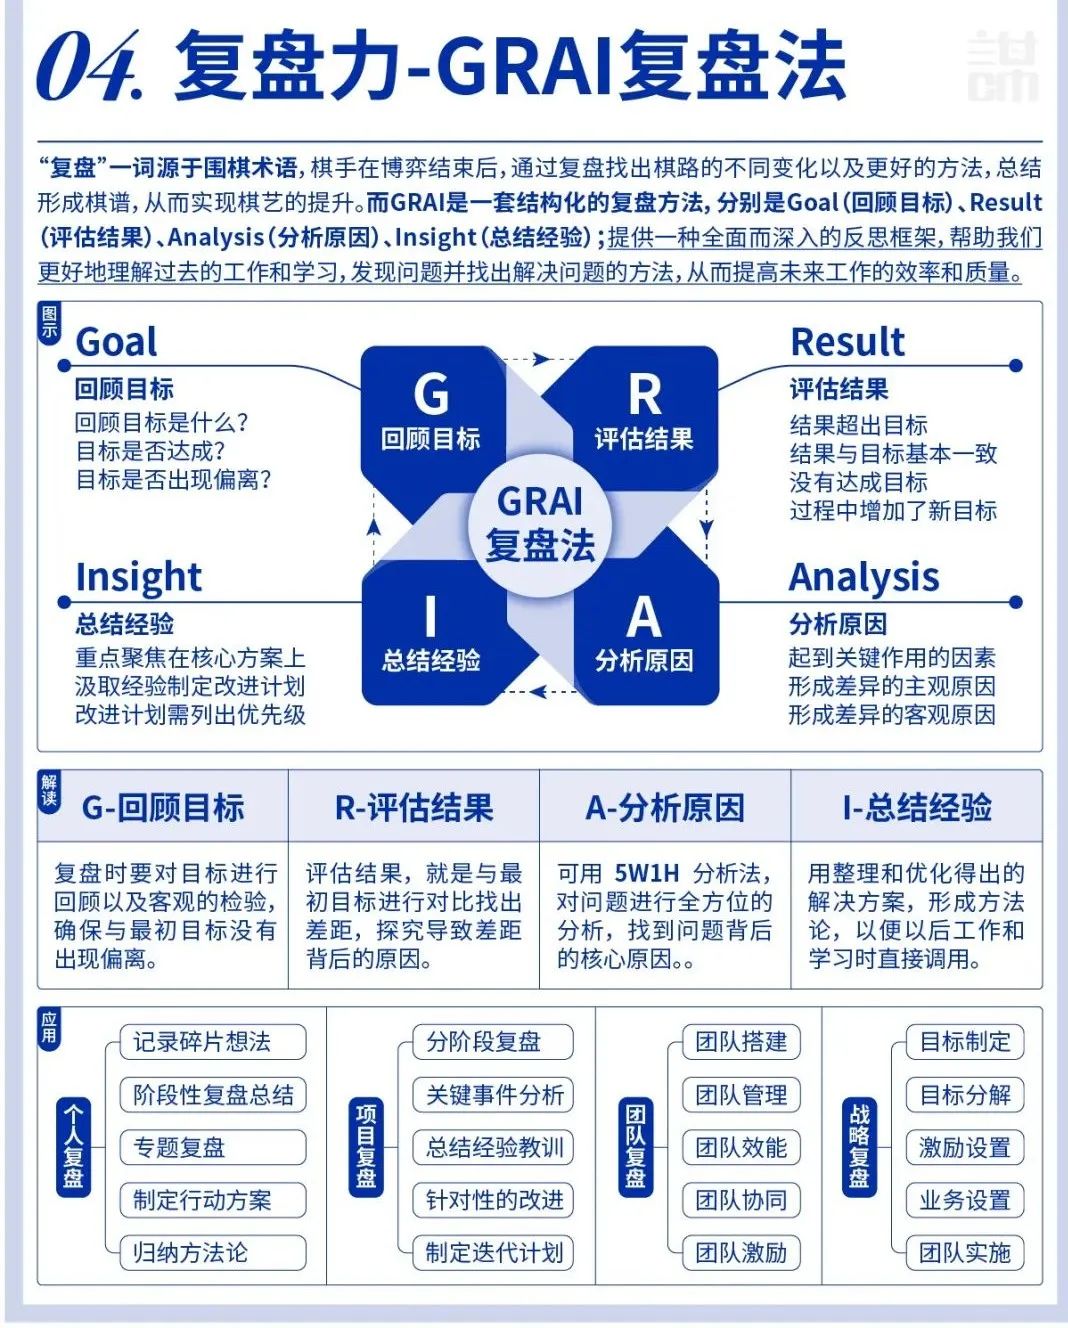 04. 复盘力-GRAI复盘法
“复盘”一词源于围棋术语，棋手在博弈结束后，通过复盘找出棋路的不同变化以及更好的方法，总结
形成棋谱，从而实现棋艺的提升。而GRAI是一套结构化的复盘方法，分别是Goal（回顾目标）、Result
（评估结果）、Analysis（分析原因）、Insight（总结经验）；提供一种全面而深入的反思框架，帮助我们
更好地理解过去的工作和学习，发现问题并找出解决问题的方法，从而提高未来工作的效率和质量。
图示
Goal
回顾目标
回顾目标是什么？
目标是否达成？
目标是否出现偏离？
G
回顾目标
R
评估结果
Result
评估结果
结果超出目标
结果与目标基本一致
没有达成目标
过程中增加了新目标
GRAI
复盘法
Insight
总结经验
重点聚焦在核心方案上
汲取经验制定改进计划
改进计划需列出优先级
I
总结经验
A
分析原因
Analysis
分析原因
起到关键作用的因素
形成差异的主观原因
形成差异的客观原因
解读
G-回顾目标
复盘时要对目标进行
回顾以及客观的检验，
确保与最初目标没有
出现偏离。
R-评估结果
评估结果，就是与最
初目标进行对比找出
差距，探究导致差距
背后的原因。
A-分析原因
可用 5W1H 分析法，
对问题进行全方位的
分析，找到问题背后
的核心原因。。
I-总结经验
用整理和优化得出的
解决方案，形成方法
论，以便以后工作和
学习时直接调用。
应用
个人复盘
记录碎片想法
阶段性复盘总结
专题复盘
制定行动方案
归纳方法论
项目复盘
分阶段复盘
关键事件分析
总结经验教训
针对性的改进
制定迭代计划
团队复盘
团队搭建
团队管理
团队效能
团队协同
团队激励
战略复盘
目标制定
目标分解
激励设置
业务设置
团队实施